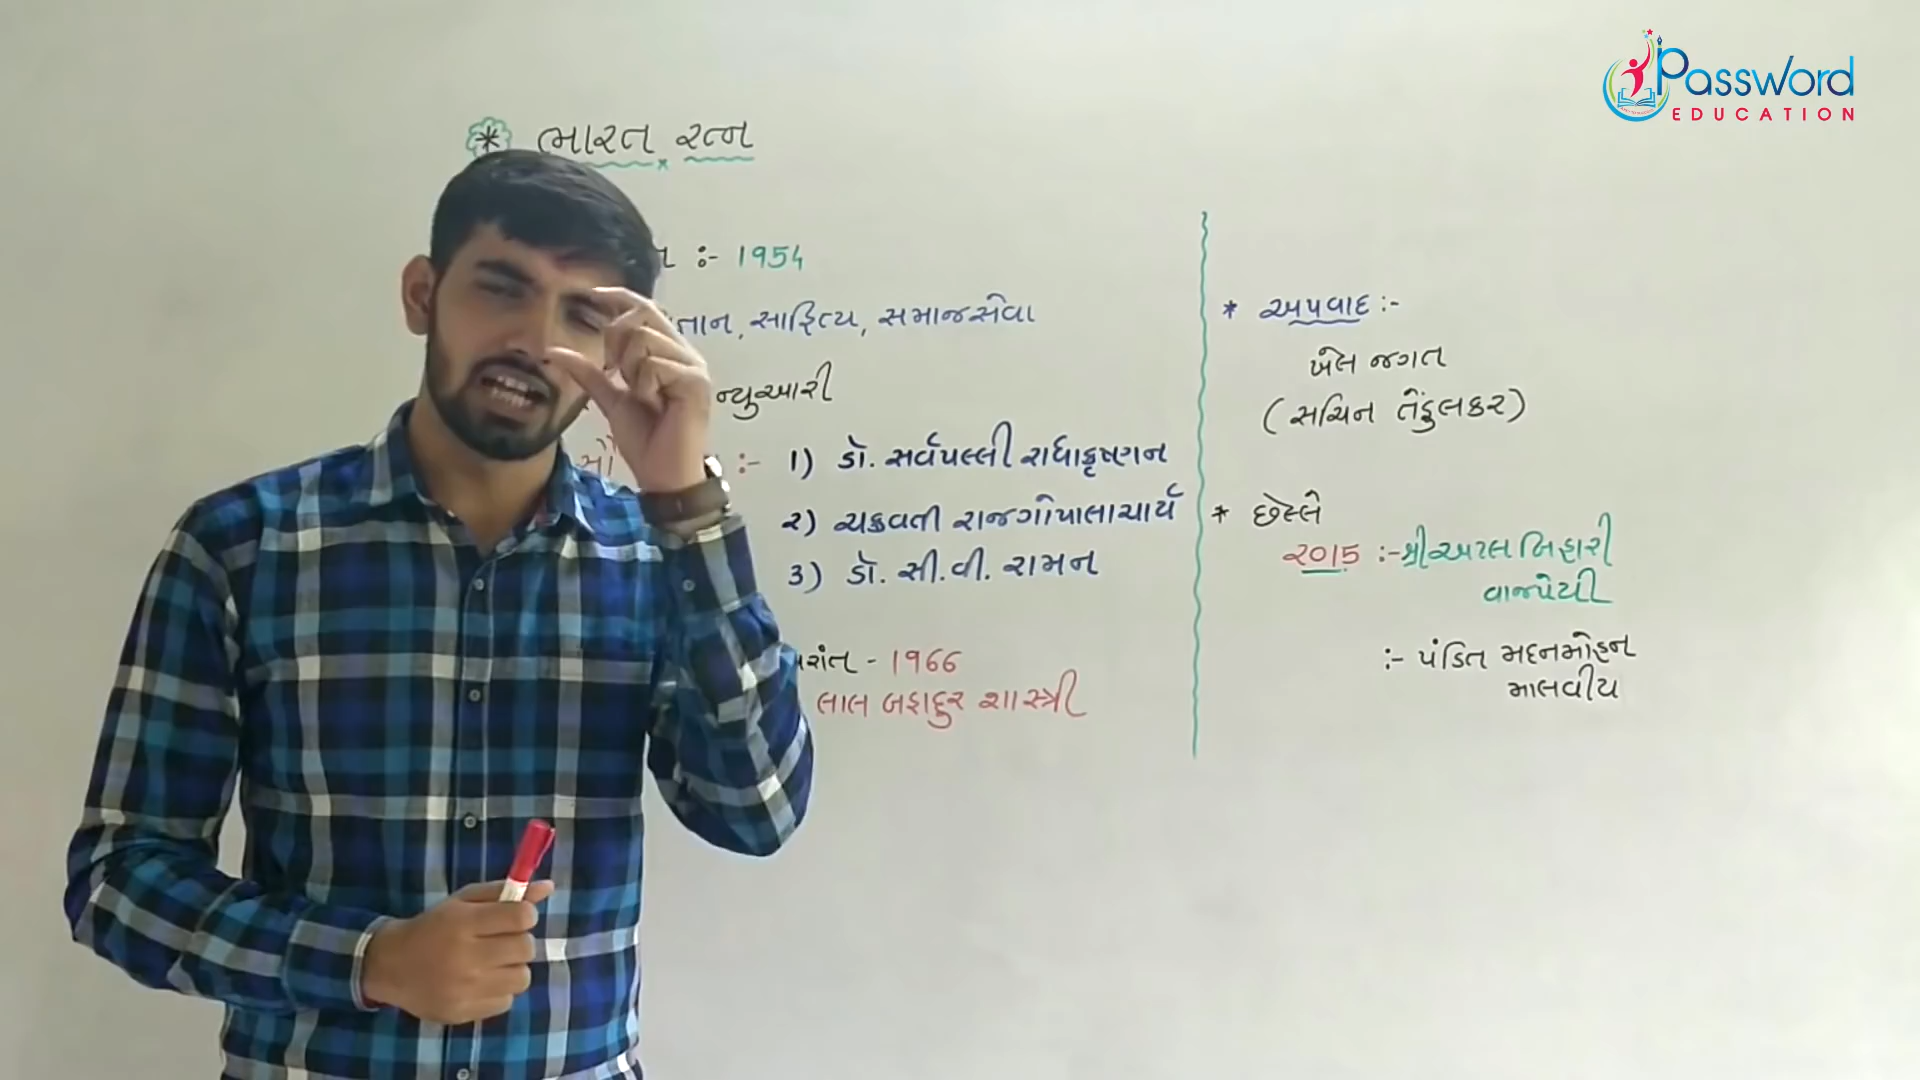 Password
EDUCATION
* ભારત રત્ન
:- 1954
સાહિત્ય, સમાજસેવા
ન્યુઆરી
:- 1) ડૉ. સર્વપલ્લી રાધાકૃષ્ણન
2) ચક્રવતી રાજગોપાલાચાર્ય
3) ડૉ. સી.વી. રામન
- 1966
લાલ બહાદુર શાસ્ત્રી
* અપવાદ :-
ખેલ જગત
(સચિન તેંડુલકર)
* છેલ્લે
2015 :- શ્રી અટલ બિહારી
વાજપેયી
:- પંડિત મદનમોહન
માલવીય